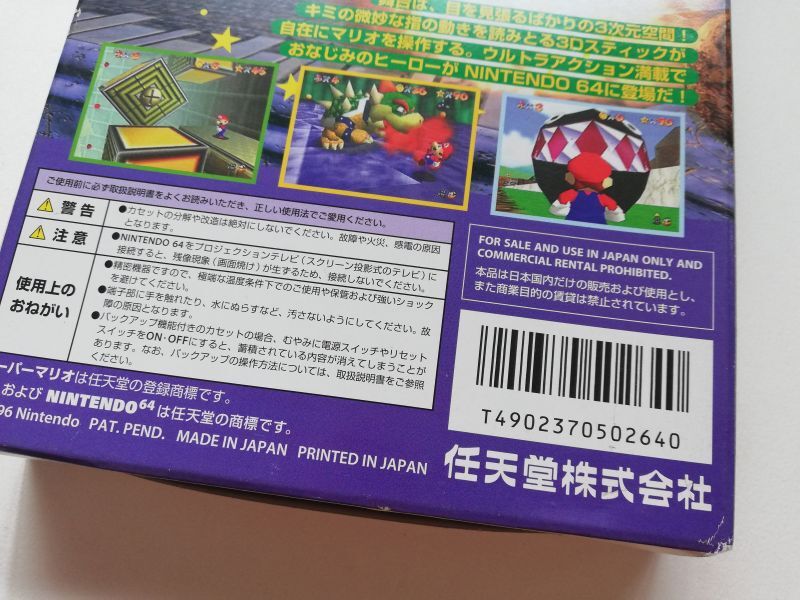 舞台は、目を見張るばかりの3次元空間!
キミの微妙な指の動きを読みとる3Dスティックが
自在にマリオを操作する。ウルトラアクション満載で
おなじみのヒーローが NINTENDO 64に登場だ!
ご使用前に必ず取扱説明書をよくお読みいただき、正しい使用法でご愛用ください。
警告
●カセットの分解や改造は絶対にしないでください。故障や火災、感電の原因
となります。
注意
●NINTENDO 64をプロジェクションテレビ(スクリーン投影式のテレビ)に
接続すると、残像現象(画面焼け)が生ずるため、接続しないでください。
使用上の
おねがい
●精密機器ですので、極端な温度条件下でのご使用や保管および強いショック
を避けてください。
●端子部に手を触れたり、水にぬらすなど、汚さないようにしてください。故
障の原因となります。
●バックアップ機能付きのカセットの場合、むやみに電源スイッチやリセット
スイッチをON・OFFにすると、蓄積されている内容が消えてしまうことが
あります。なお、バックアップの操作方法については、取扱説明書をご参照
ください。
FOR SALE AND USE IN JAPAN ONLY AND
COMMERCIAL RENTAL PROHIBITED.
本品は日本国内だけの販売および使用とし、
また商業目的の賃貸は禁止されています。
T4902370502640
ーパーマリオは任天堂の登録商標です。
および NINTENDO64は任天堂の商標です。
96 Nintendo PAT. PEND. MADE IN JAPAN PRINTED IN JAPAN
任天堂株式会社